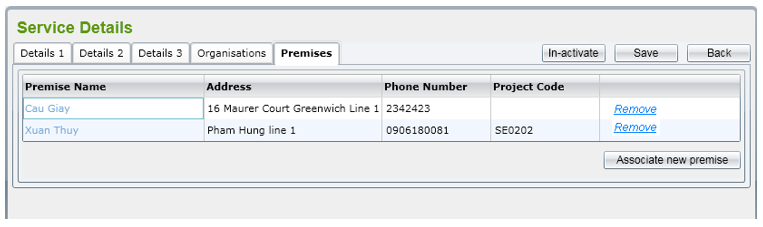 Service Details
Details 1 Details 2 Details 3 Organisations Premises In-activate Save Back
Premise Name Address Phone Number Project Code
Cau Giay 16 Maurer Court Greenwich Line 1 2342423 Remove
Xuan Thuy Pham Hung line 1 0906180081 SE0202 Remove
Associate new premise